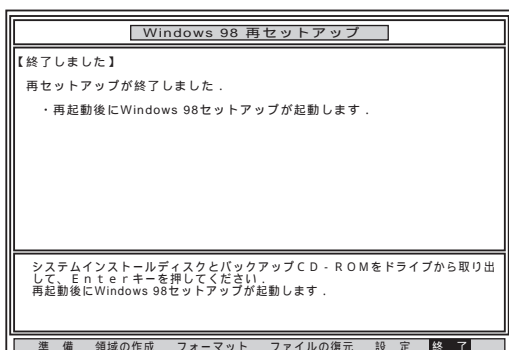 Windows 98 再セットアップ
【終了しました】
再セットアップが終了しました．
・再起動後にWindows 98セットアップが起動します．
システムインストールディスクとバックアップＣＤ‐ＲＯＭをドライブから取り出
して、Ｅｎｔｅｒキーを押してください．
再起動後にWindows 98セットアップが起動します．
準　備　領域の作成　フォーマット　ファイルの復元　設　定　終　了